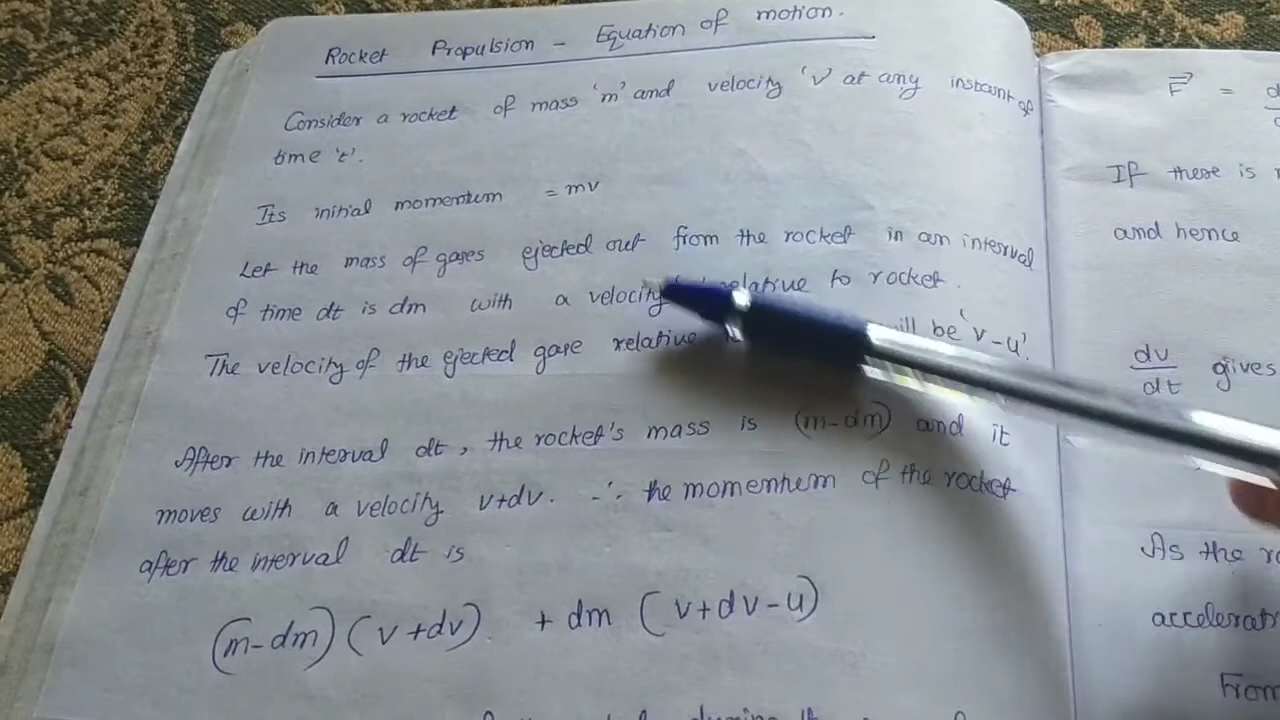 Rocket Propulsion - Equation of motion.
Consider a rocket of mass 'm' and velocity 'v' at any instant of
time 't'.
Its initial momentum = mv
Let the mass of gases ejected out from the rocket in an interval
of time dt is dm with a velocity relative to rocket.
The velocity of the ejected gase relative will be 'v-u'.
After the interval dt, the rocket's mass is (m-dm) and it
moves with a velocity v+dv. ∴ the momentum of the rocket
after the interval dt is
(m-dm)(v+dv) + dm (v+dv-u)
F⃗ =
If there is
and hence
dv/dt gives
As the
From